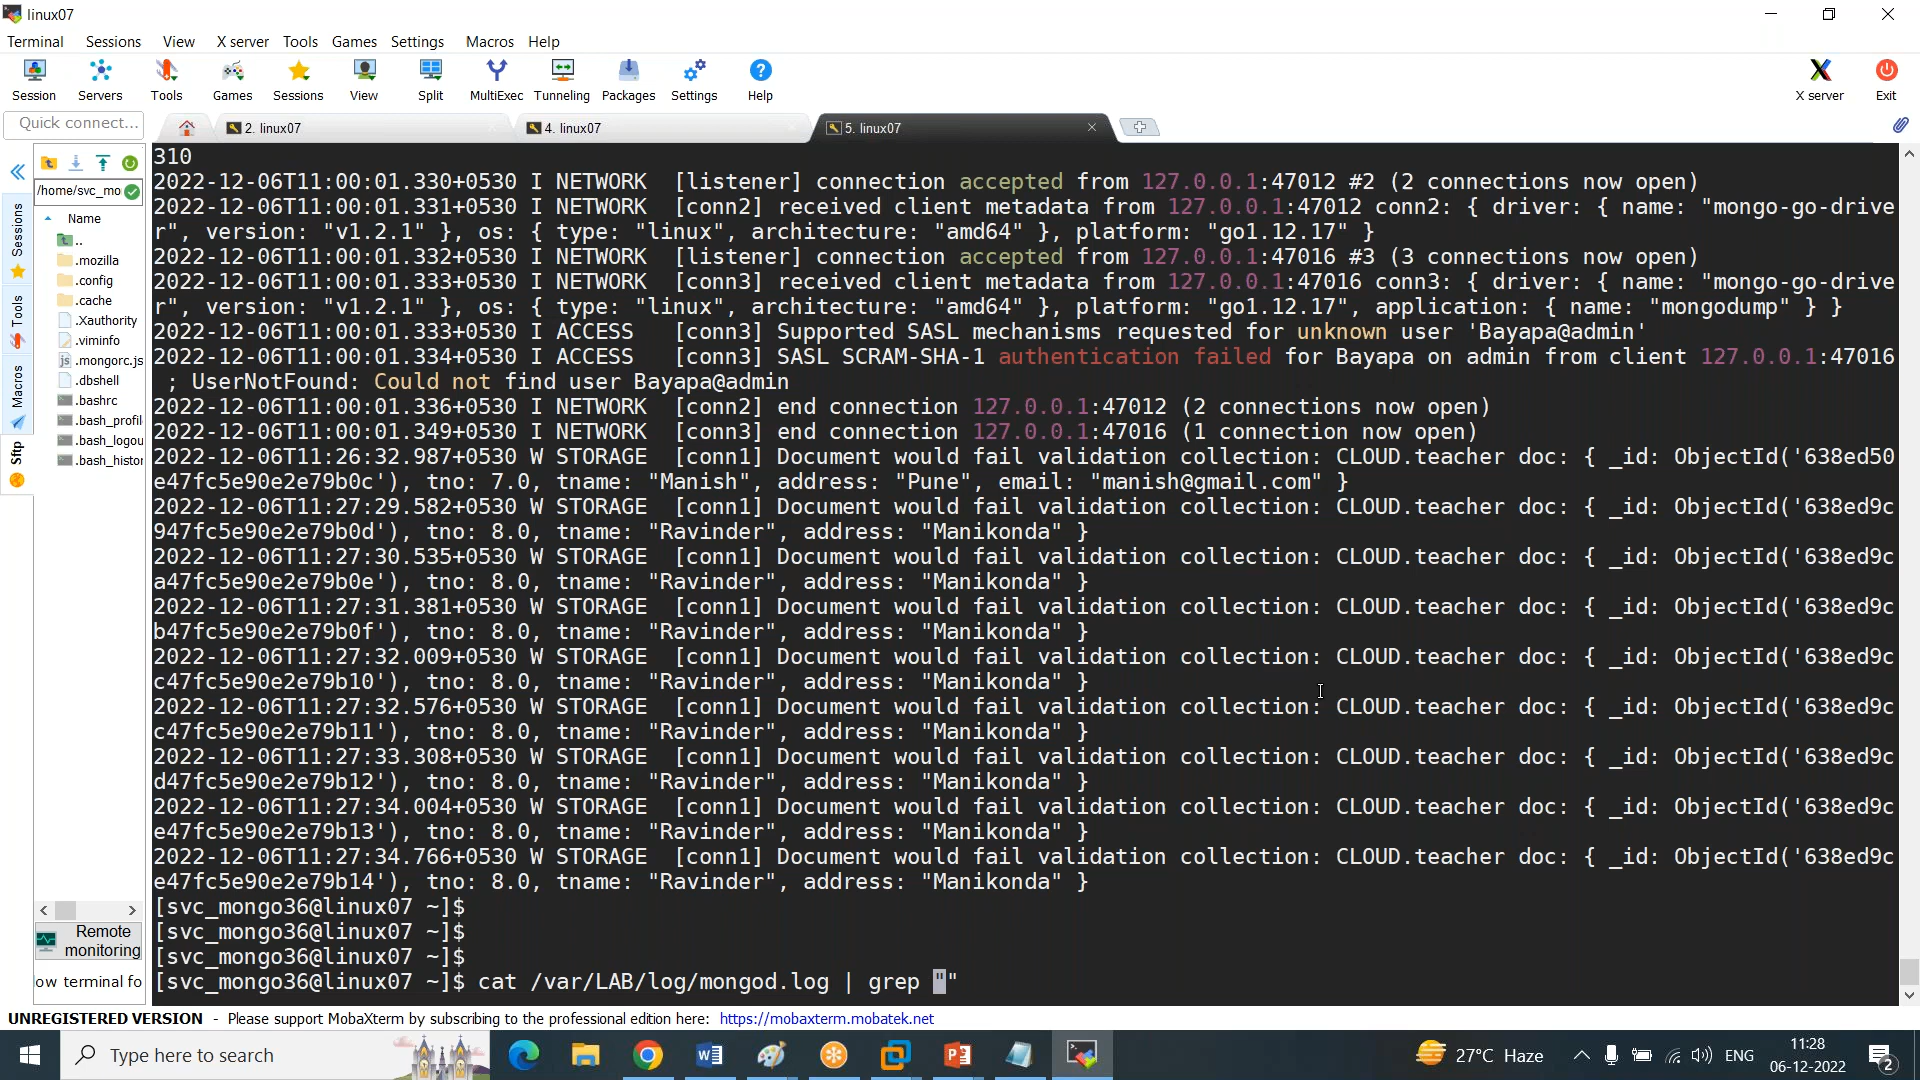 linux07
Terminal Sessions View X server Tools Games Settings Macros Help
Session Servers Tools Games Sessions View Split MultiExec Tunneling Packages Settings Help X server Exit
Quick connect... 2. linux07 4. linux07 5. linux07
/home/svc_mo
Name
..
.mozilla
.config
.cache
.Xauthority
.viminfo
.mongorc.js
.dbshell
.bashrc
.bash_profil
.bash_logou
.bash_histor
Sessions
Tools
Macros
Sftp
Remote
monitoring
ow terminal fo
310
2022-12-06T11:00:01.330+0530 I NETWORK  [listener] connection accepted from 127.0.0.1:47012 #2 (2 connections now open)
2022-12-06T11:00:01.331+0530 I NETWORK  [conn2] received client metadata from 127.0.0.1:47012 conn2: { driver: { name: "mongo-go-drive
r", version: "v1.2.1" }, os: { type: "linux", architecture: "amd64" }, platform: "go1.12.17" }
2022-12-06T11:00:01.332+0530 I NETWORK  [listener] connection accepted from 127.0.0.1:47016 #3 (3 connections now open)
2022-12-06T11:00:01.333+0530 I NETWORK  [conn3] received client metadata from 127.0.0.1:47016 conn3: { driver: { name: "mongo-go-drive
r", version: "v1.2.1" }, os: { type: "linux", architecture: "amd64" }, platform: "go1.12.17", application: { name: "mongodump" } }
2022-12-06T11:00:01.333+0530 I ACCESS   [conn3] Supported SASL mechanisms requested for unknown user 'Bayapa@admin'
2022-12-06T11:00:01.334+0530 I ACCESS   [conn3] SASL SCRAM-SHA-1 authentication failed for Bayapa on admin from client 127.0.0.1:47016
 ; UserNotFound: Could not find user Bayapa@admin
2022-12-06T11:00:01.336+0530 I NETWORK  [conn2] end connection 127.0.0.1:47012 (2 connections now open)
2022-12-06T11:00:01.349+0530 I NETWORK  [conn3] end connection 127.0.0.1:47016 (1 connection now open)
2022-12-06T11:26:32.987+0530 W STORAGE  [conn1] Document would fail validation collection: CLOUD.teacher doc: { _id: ObjectId('638ed50
e47fc5e90e2e79b0c'), tno: 7.0, tname: "Manish", address: "Pune", email: "manish@gmail.com" }
2022-12-06T11:27:29.582+0530 W STORAGE  [conn1] Document would fail validation collection: CLOUD.teacher doc: { _id: ObjectId('638ed9c
947fc5e90e2e79b0d'), tno: 8.0, tname: "Ravinder", address: "Manikonda" }
2022-12-06T11:27:30.535+0530 W STORAGE  [conn1] Document would fail validation collection: CLOUD.teacher doc: { _id: ObjectId('638ed9c
a47fc5e90e2e79b0e'), tno: 8.0, tname: "Ravinder", address: "Manikonda" }
2022-12-06T11:27:31.381+0530 W STORAGE  [conn1] Document would fail validation collection: CLOUD.teacher doc: { _id: ObjectId('638ed9c
b47fc5e90e2e79b0f'), tno: 8.0, tname: "Ravinder", address: "Manikonda" }
2022-12-06T11:27:32.009+0530 W STORAGE  [conn1] Document would fail validation collection: CLOUD.teacher doc: { _id: ObjectId('638ed9c
c47fc5e90e2e79b10'), tno: 8.0, tname: "Ravinder", address: "Manikonda" }
2022-12-06T11:27:32.576+0530 W STORAGE  [conn1] Document would fail validation collection: CLOUD.teacher doc: { _id: ObjectId('638ed9c
c47fc5e90e2e79b11'), tno: 8.0, tname: "Ravinder", address: "Manikonda" }
2022-12-06T11:27:33.308+0530 W STORAGE  [conn1] Document would fail validation collection: CLOUD.teacher doc: { _id: ObjectId('638ed9c
d47fc5e90e2e79b12'), tno: 8.0, tname: "Ravinder", address: "Manikonda" }
2022-12-06T11:27:34.004+0530 W STORAGE  [conn1] Document would fail validation collection: CLOUD.teacher doc: { _id: ObjectId('638ed9c
e47fc5e90e2e79b13'), tno: 8.0, tname: "Ravinder", address: "Manikonda" }
2022-12-06T11:27:34.766+0530 W STORAGE  [conn1] Document would fail validation collection: CLOUD.teacher doc: { _id: ObjectId('638ed9c
e47fc5e90e2e79b14'), tno: 8.0, tname: "Ravinder", address: "Manikonda" }
[svc_mongo36@linux07 ~]$
[svc_mongo36@linux07 ~]$
[svc_mongo36@linux07 ~]$
[svc_mongo36@linux07 ~]$ cat /var/LAB/log/mongod.log | grep ""
UNREGISTERED VERSION - Please support MobaXterm by subscribing to the professional edition here: https://mobaxterm.mobatek.net
Type here to search
27°C Haze
ENG
11:28
06-12-2022
2